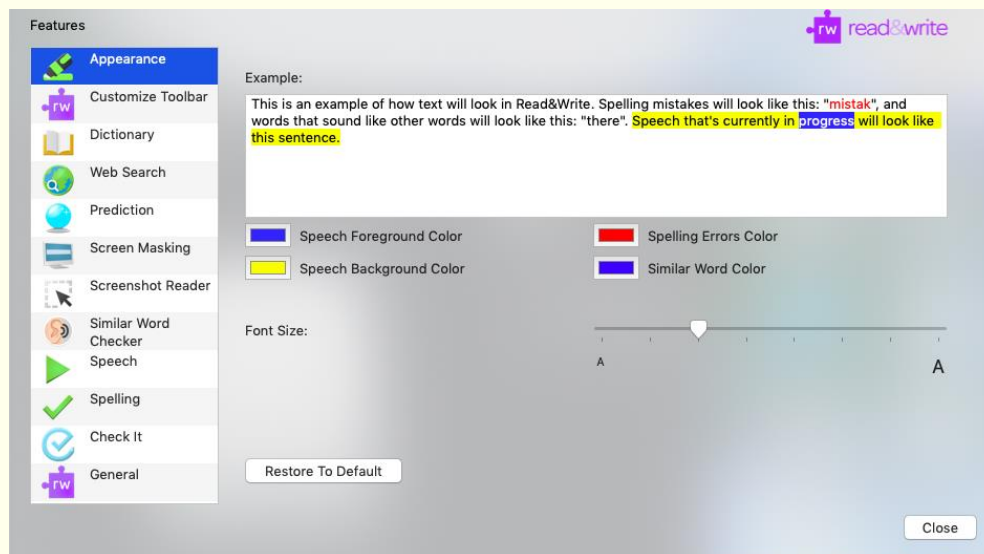 Features
rw read&write
Appearance
Customize Toolbar
rw
Dictionary
Web Search
Prediction
Screen Masking
Screenshot Reader
Similar Word
Checker
Speech
Spelling
Check It
General
rw
Example:
This is an example of how text will look in Read&Write. Spelling mistakes will look like this: "mistak", and
words that sound like other words will look like this: "there". Speech that's currently in progress will look like
this sentence.
Speech Foreground Color
Spelling Errors Color
Speech Background Color
Similar Word Color
Font Size:
A
A
Restore To Default
Close